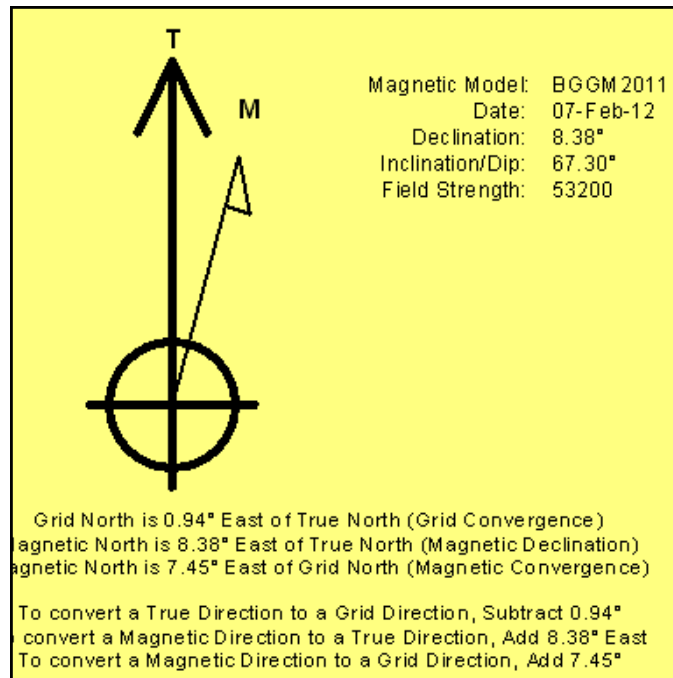 T
M
Magnetic Model: BGGM2011
Date: 07-Feb-12
Declination: 8.38°
Inclination/Dip: 67.30°
Field Strength: 53200
Grid North is 0.94° East of True North (Grid Convergence)
agnetic North is 8.38° East of True North (Magnetic Declination)
agnetic North is 7.45° East of Grid North (Magnetic Convergence)
To convert a True Direction to a Grid Direction, Subtract 0.94°
convert a Magnetic Direction to a True Direction, Add 8.38° East
To convert a Magnetic Direction to a Grid Direction, Add 7.45°